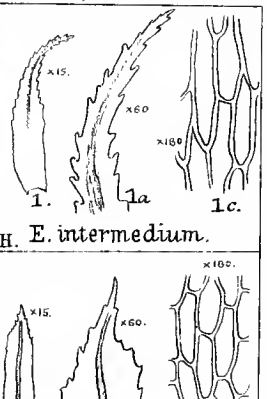 ×15.
×60
×180
1.
1a
1c.
H. E. intermedium.
×180.
×15.
×60.